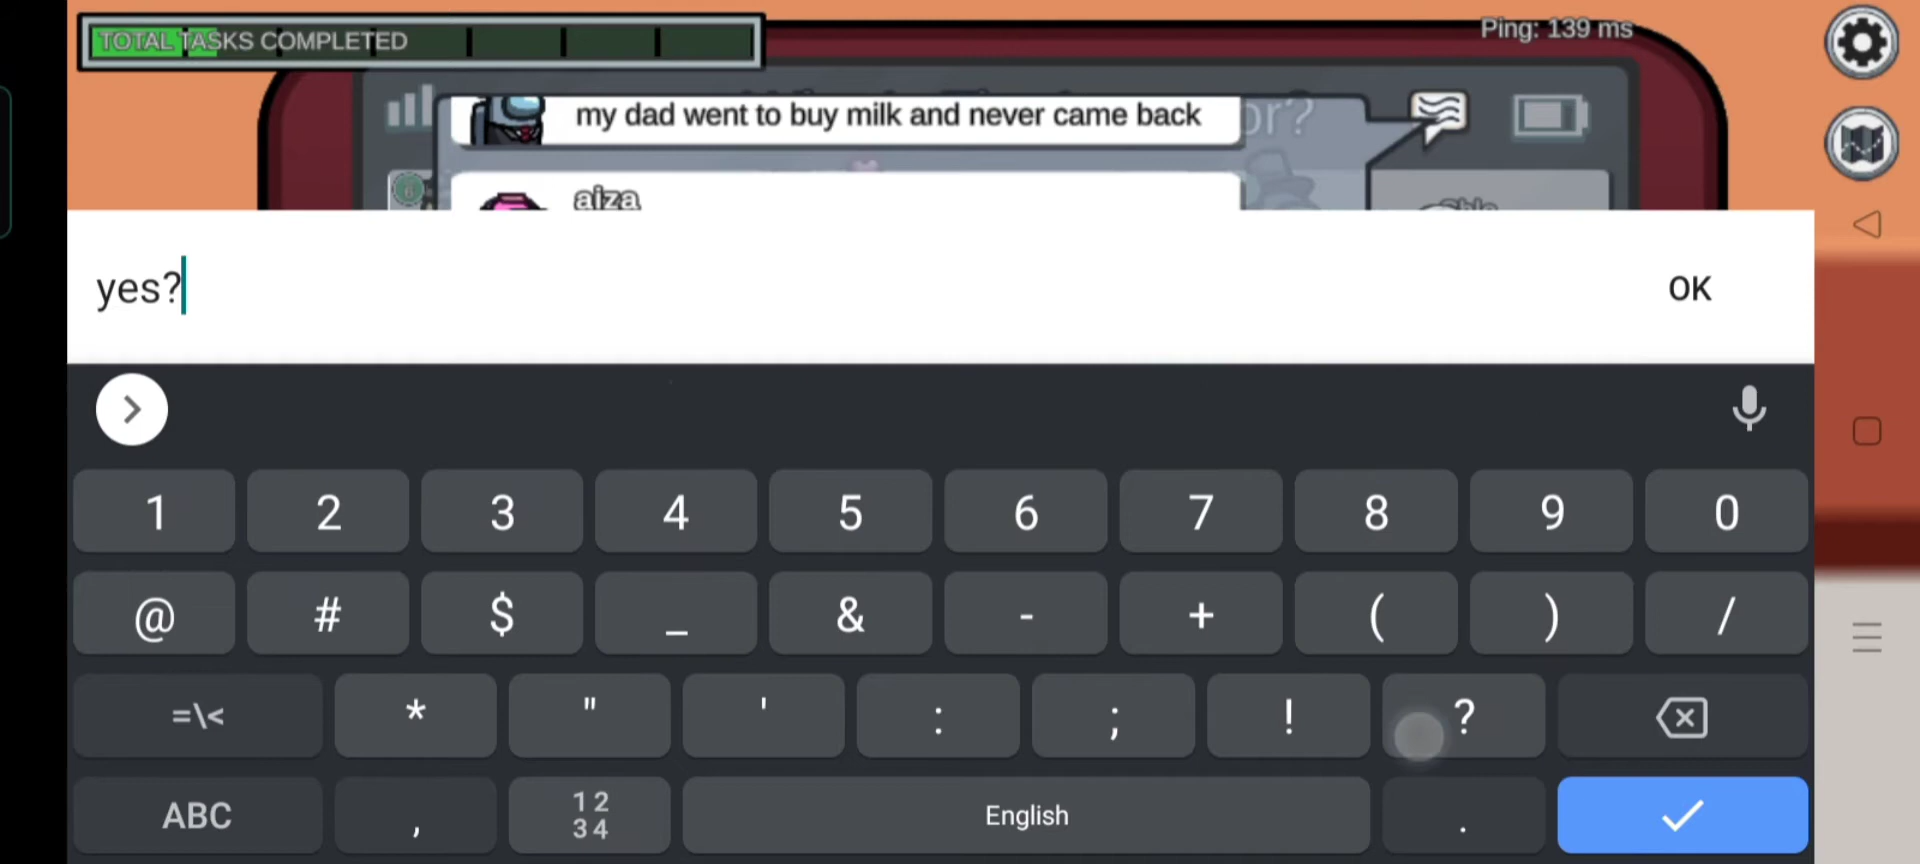 TOTAL TASKS COMPLETED
Ping: 139 ms
my dad went to buy milk and never came back
or?
aiza
yes?
OK
1 2 3 4 5 6 7 8 9 0
@ # $ _ & - + ( ) /
=\< * " ' : ; ! ?
ABC , 12 34 English .